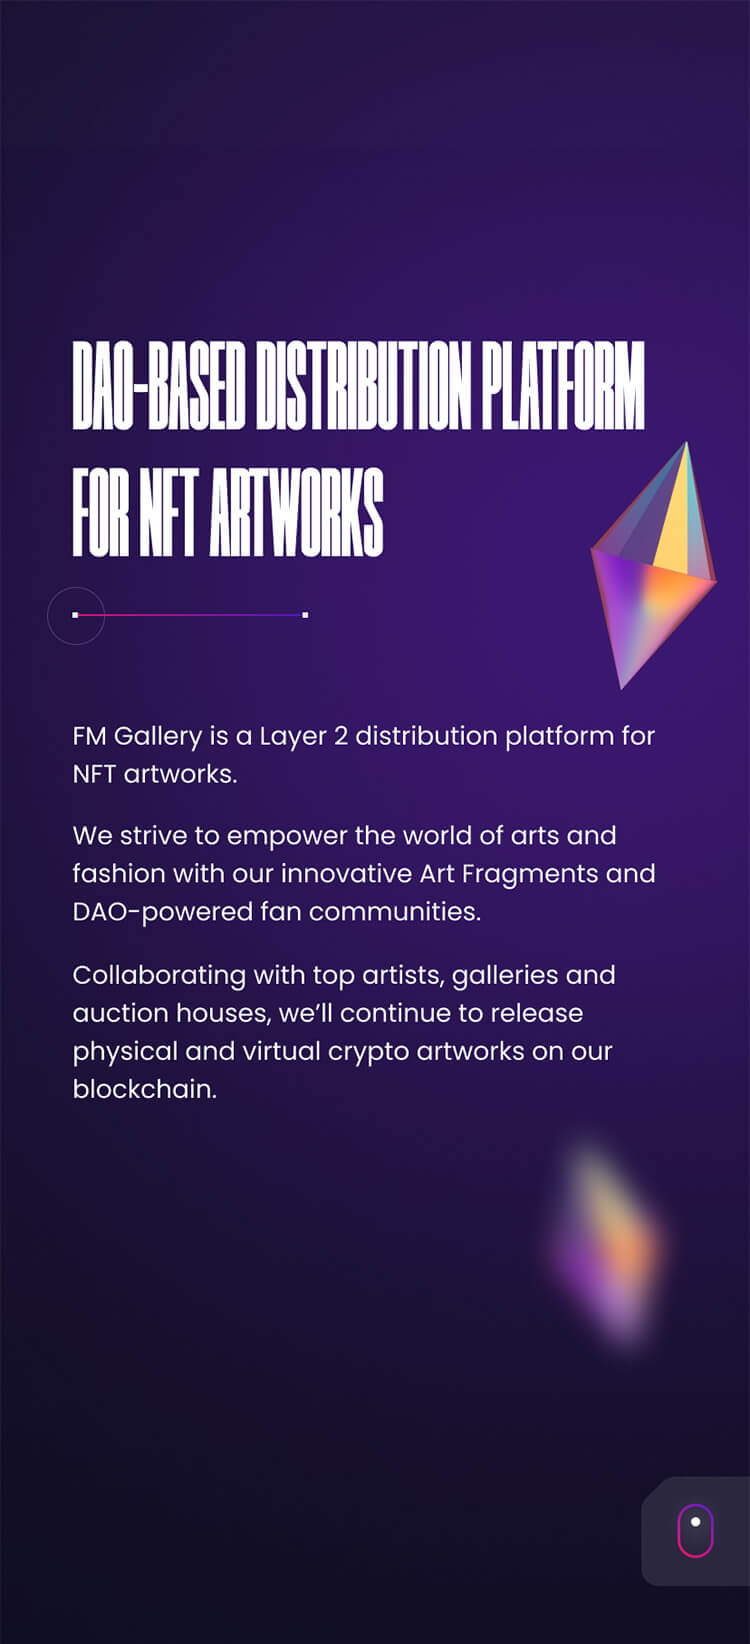 DAO-BASED DISTRIBUTION PLATFORM
FOR NFT ARTWORKS
FM Gallery is a Layer 2 distribution platform for
NFT artworks.
We strive to empower the world of arts and
fashion with our innovative Art Fragments and
DAO-powered fan communities.
Collaborating with top artists, galleries and
auction houses, we’ll continue to release
physical and virtual crypto artworks on our
blockchain.